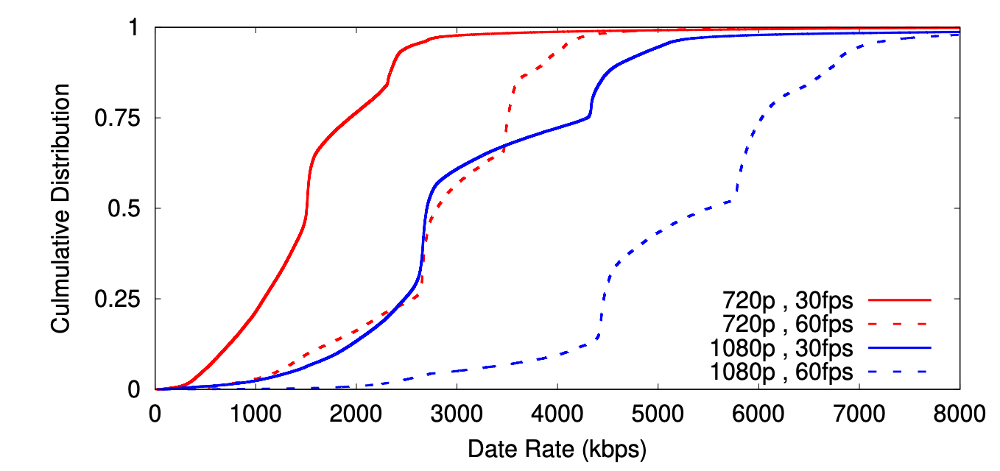 1
0.75
0.5
0.25
0
Culmulative Distribution
720p , 30fps
720p , 60fps
1080p , 30fps
1080p , 60fps
0 1000 2000 3000 4000 5000 6000 7000 8000
Date Rate (kbps)